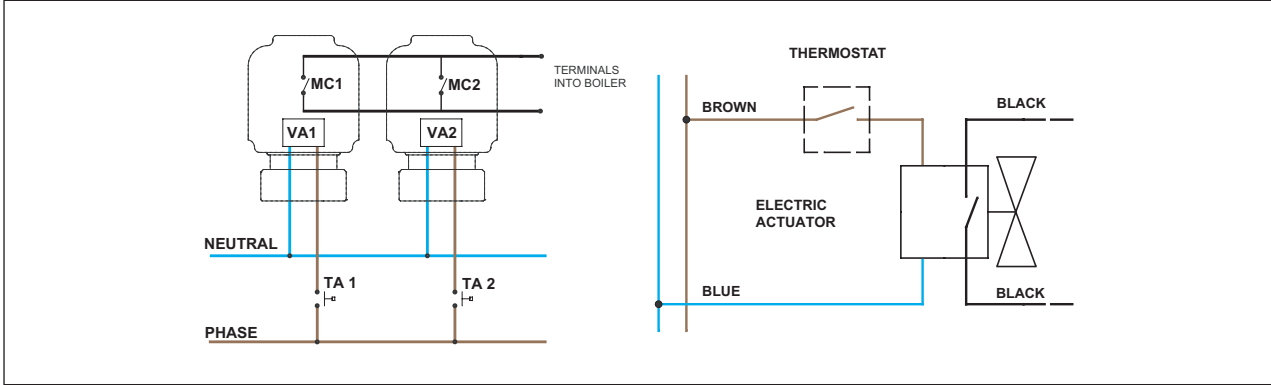 MC1
MC2
TERMINALS
INTO BOILER
VA1
VA2
NEUTRAL
TA 1
TA 2
PHASE
THERMOSTAT
BROWN
BLACK
ELECTRIC
ACTUATOR
BLUE
BLACK